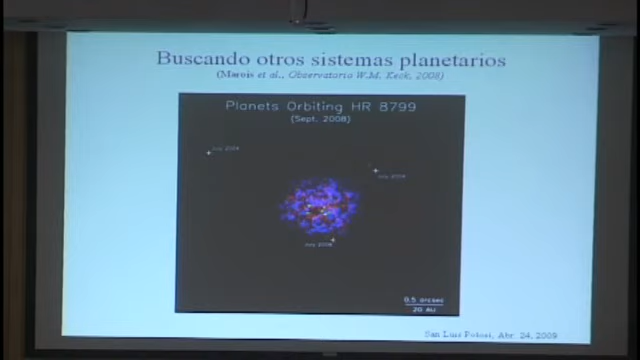 Buscando otros sistemas planetarios
(Marois et al., Observatorio W.M. Keck, 2008)
Planets Orbiting HR 8799
(Sept. 2008)
July 2004
July 2004
July 2008
0.5 arcsec
20 AU
San Luis Potosí, Abr. 24, 2009